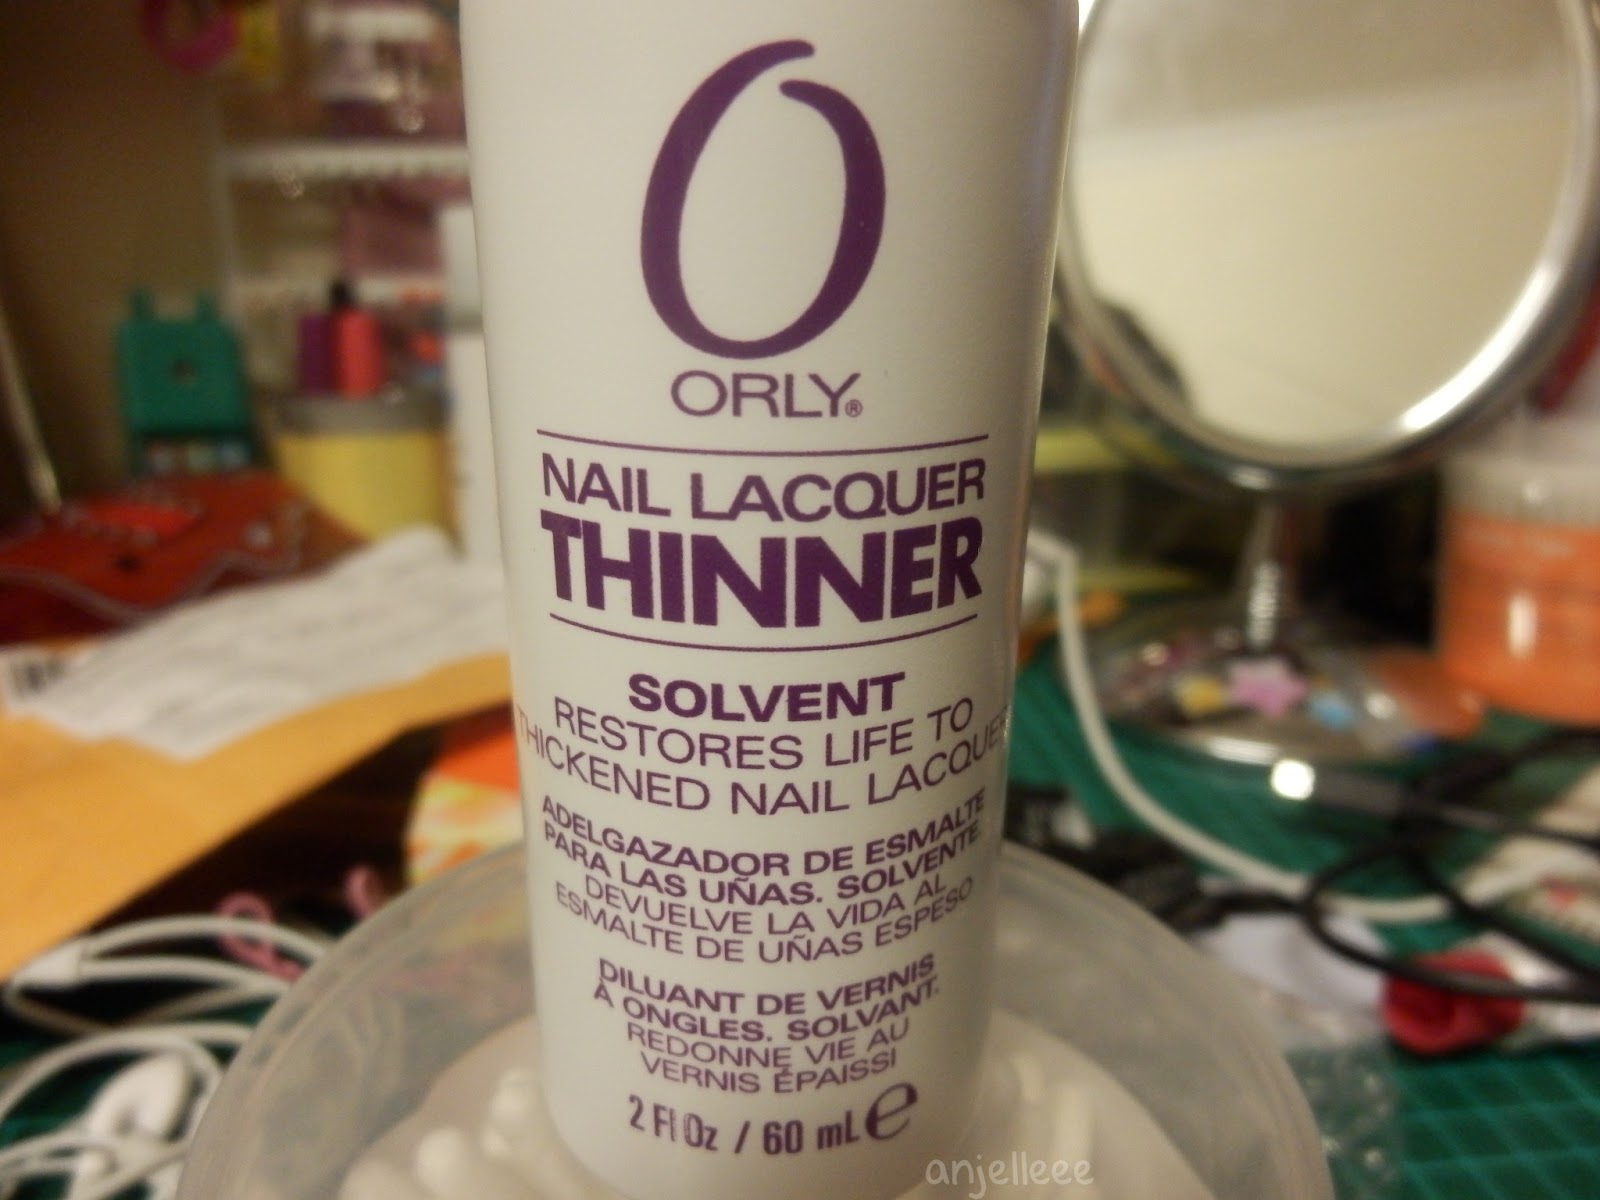 O
ORLY®
NAIL LACQUER
THINNER
SOLVENT
RESTORES LIFE TO
THICKENED NAIL LACQUER
ADELGAZADOR DE ESMALTE
PARA LAS UÑAS. SOLVENTE.
DEVUELVE LA VIDA AL
ESMALTE DE UÑAS ESPESO
DILUANT DE VERNIS
À ONGLES. SOLVANT.
REDONNE VIE AU
VERNIS ÉPAISSI
2 Fl Oz / 60 mL ℮
anjelleee